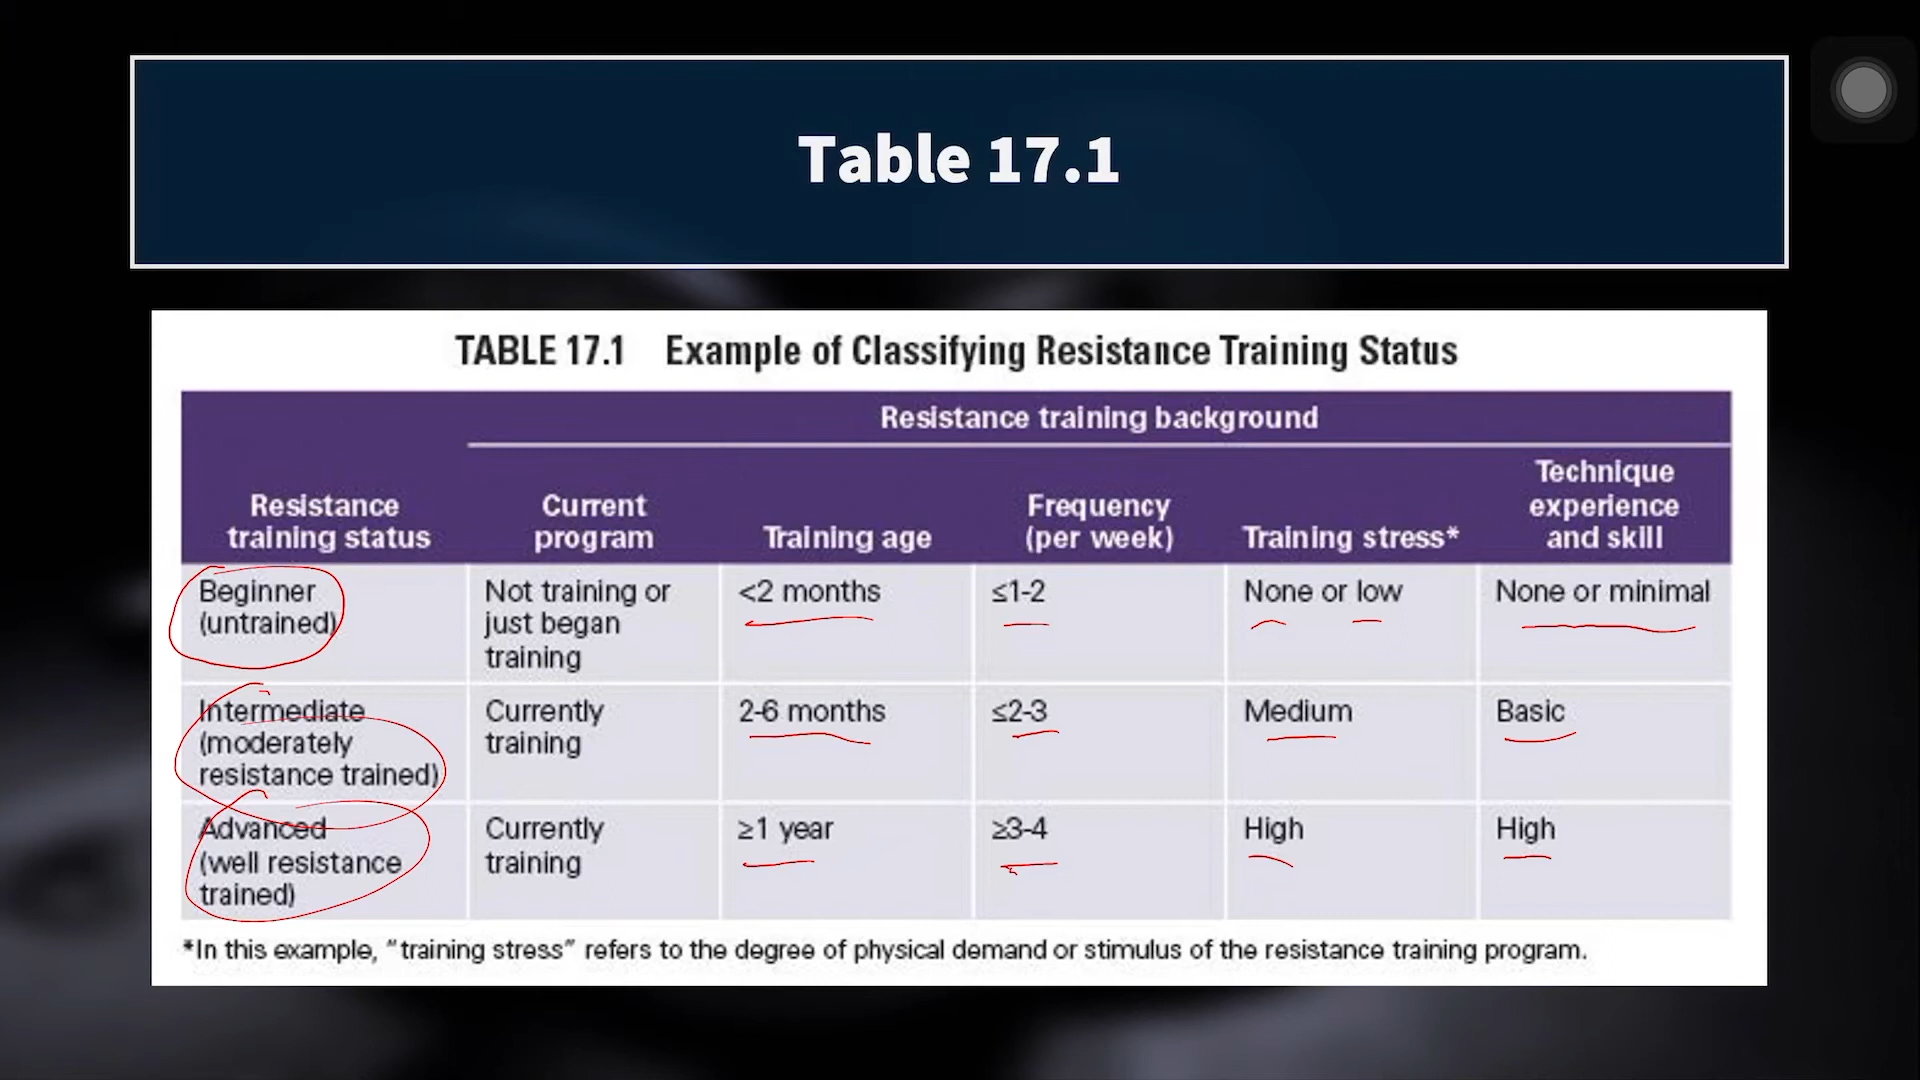 Table 17.1
TABLE 17.1 Example of Classifying Resistance Training Status
Resistance training background
Resistance
training status
Current
program
Training age
Frequency
(per week)
Training stress*
Technique
experience
and skill
Beginner
(untrained)
Not training or
just began
training
<2 months
≤1-2
None or low
None or minimal
Intermediate
(moderately
resistance trained)
Currently
training
2-6 months
≤2-3
Medium
Basic
Advanced
(well resistance
trained)
Currently
training
≥1 year
≥3-4
High
High
*In this example, “training stress” refers to the degree of physical demand or stimulus of the resistance training program.